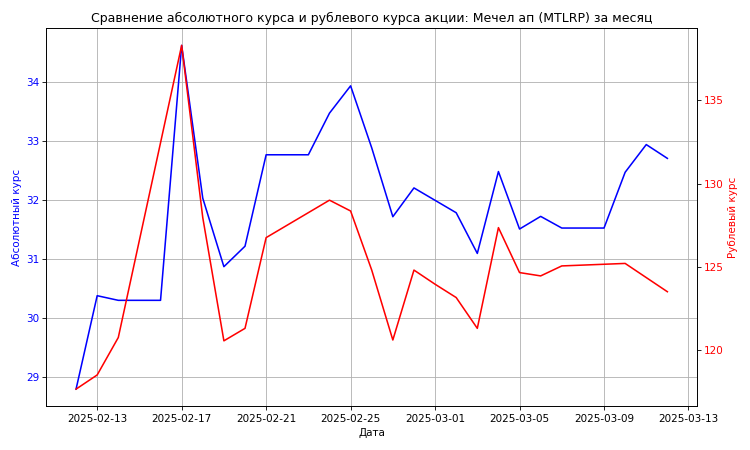 Сравнение абсолютного курса и рублевого курса акции: Мечел ап (MTLRP) за месяц
Абсолютный курс
34
33
32
31
30
29
135
130
125
120
Рублевый курс
2025-02-13 2025-02-17 2025-02-21 2025-02-25 2025-03-01 2025-03-05 2025-03-09 2025-03-13
Дата